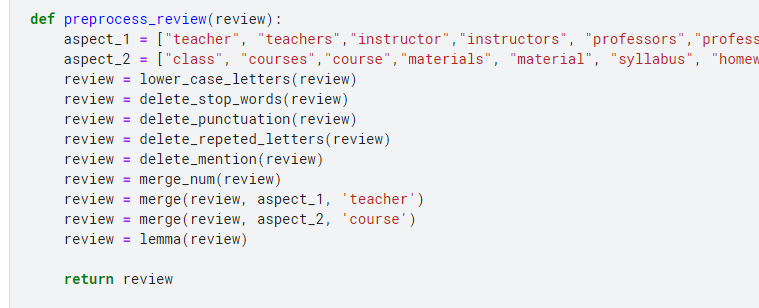 def preprocess_review(review):
aspect_1 = ["teacher", "teachers","instructor","instructors", "professors",
aspect_2 = ["class", "courses","course","materials", "material", "syllabus",
review = lower_case_letters(review)
review = delete_stop_words(review)
review = delete_punctuation(review)
review = delete_repeted_letters(review)
review = delete_mention(review)
review = merge_num(review)
review = merge(review, aspect_1, 'teacher')
review = merge(review, aspect_2, 'course')
review = lemma(review)
return review